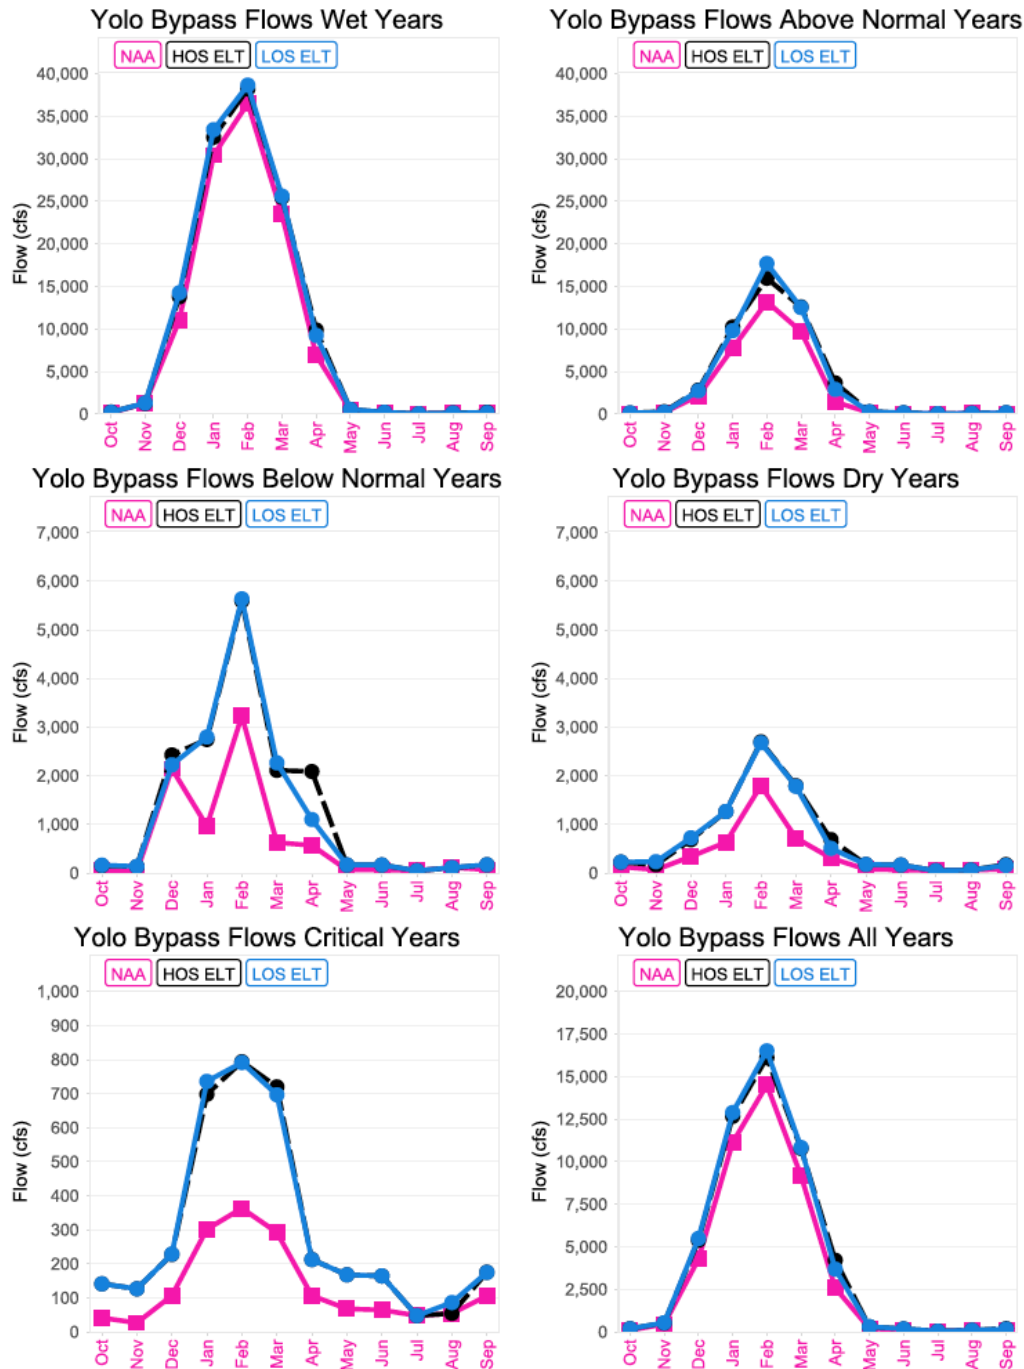 Yolo Bypass Flows Wet Years
NAA HOS ELT LOS ELT
Flow (cfs)
40,000
35,000
30,000
25,000
20,000
15,000
10,000
5,000
0
Oct Nov Dec Jan Feb Mar Apr May Jun Jul Aug Sep
Yolo Bypass Flows Above Normal Years
NAA HOS ELT LOS ELT
Flow (cfs)
40,000
35,000
30,000
25,000
20,000
15,000
10,000
5,000
0
Oct Nov Dec Jan Feb Mar Apr May Jun Jul Aug Sep
Yolo Bypass Flows Below Normal Years
NAA HOS ELT LOS ELT
Flow (cfs)
7,000
6,000
5,000
4,000
3,000
2,000
1,000
0
Oct Nov Dec Jan Feb Mar Apr May Jun Jul Aug Sep
Yolo Bypass Flows Dry Years
NAA HOS ELT LOS ELT
Flow (cfs)
7,000
6,000
5,000
4,000
3,000
2,000
1,000
0
Oct Nov Dec Jan Feb Mar Apr May Jun Jul Aug Sep
Yolo Bypass Flows Critical Years
NAA HOS ELT LOS ELT
Flow (cfs)
1,000
900
800
700
600
500
400
300
200
100
0
Oct Nov Dec Jan Feb Mar Apr May Jun Jul Aug Sep
Yolo Bypass Flows All Years
NAA HOS ELT LOS ELT
Flow (cfs)
20,000
17,500
15,000
12,500
10,000
7,500
5,000
2,500
0
Oct Nov Dec Jan Feb Mar Apr May Jun Jul Aug Sep